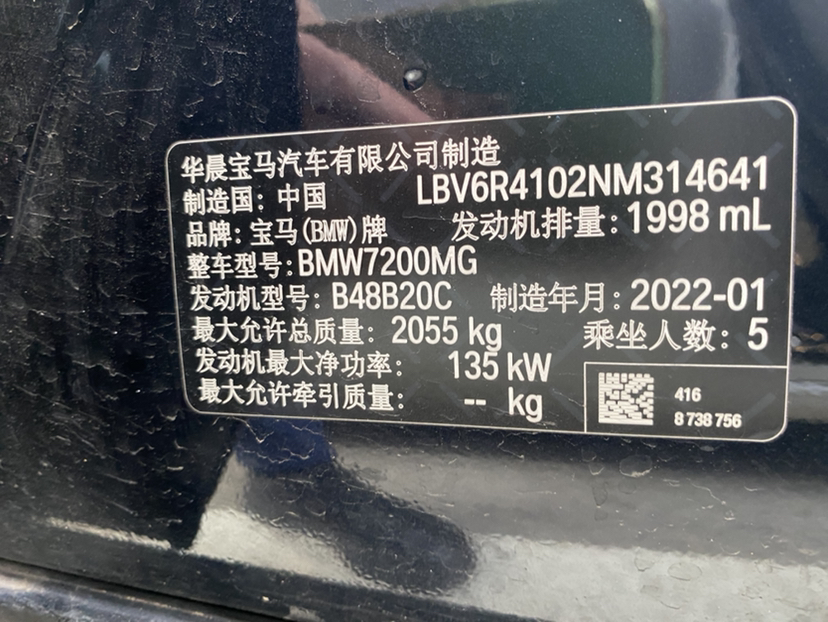 华晨宝马汽车有限公司制造
制造国: 中国 LBV6R4102NM314641
品牌: 宝马(BMW)牌 发动机排量: 1998 mL
整车型号: BMW7200MG
发动机型号: B48B20C 制造年月: 2022-01
最大允许总质量: 2055 kg 乘坐人数: 5
发动机最大净功率: 135 kW
最大允许牵引质量: -- kg
416
8 738 756